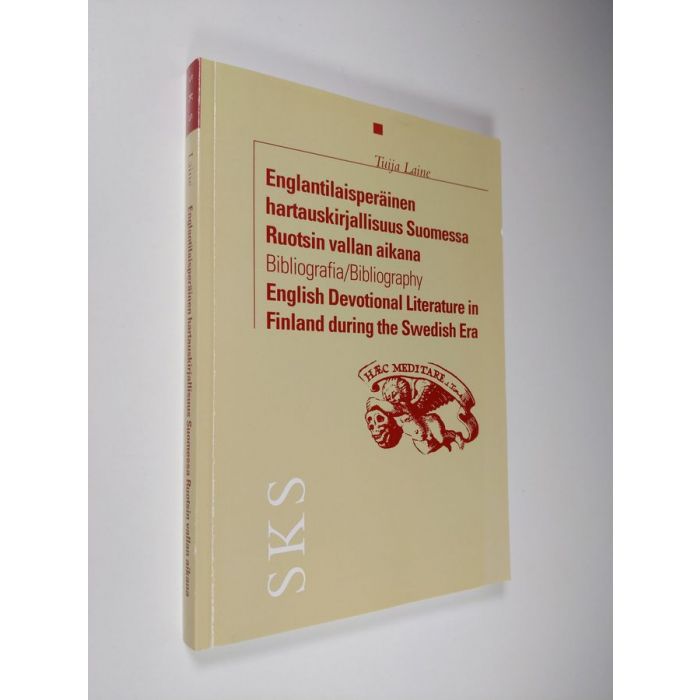 Tuija Laine
Englantilaisperäinen
hartauskirjallisuus Suomessa
Ruotsin vallan aikana
Bibliografia/Bibliography
English Devotional Literature in
Finland during the Swedish Era
HÆC MEDITARE
SKS
SKS Laine Englantilaisperäinen hartauskirjallisuus Suomessa Ruotsin vallan aikana